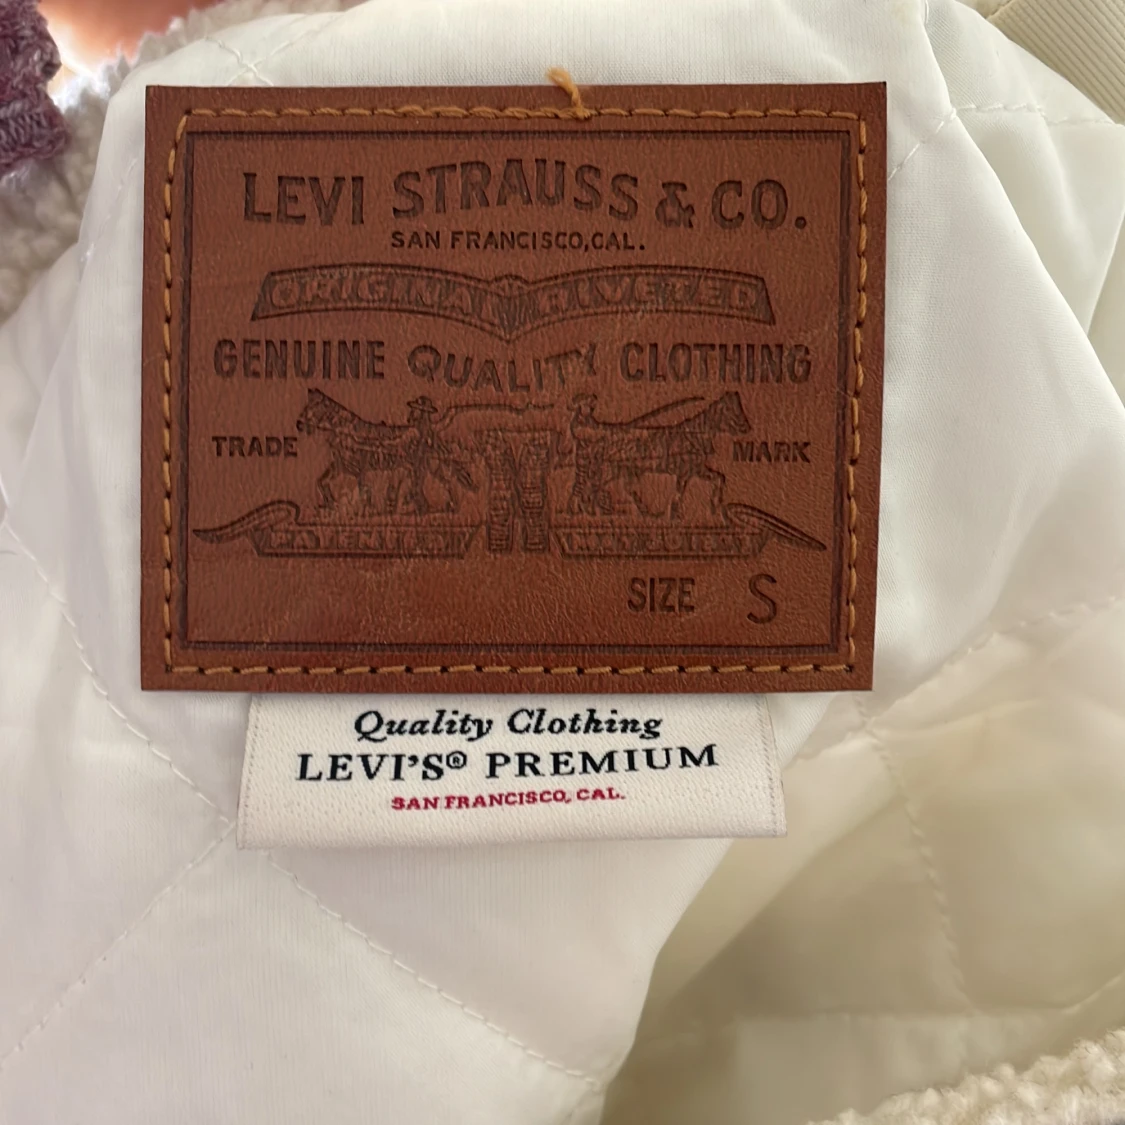 LEVI STRAUSS & CO.
SAN FRANCISCO, CAL.
ORIGINAL RIVETED
GENUINE QUALITY CLOTHING
TRADE MARK
SIZE S
Quality Clothing
LEVI'S® PREMIUM
SAN FRANCISCO, CAL.